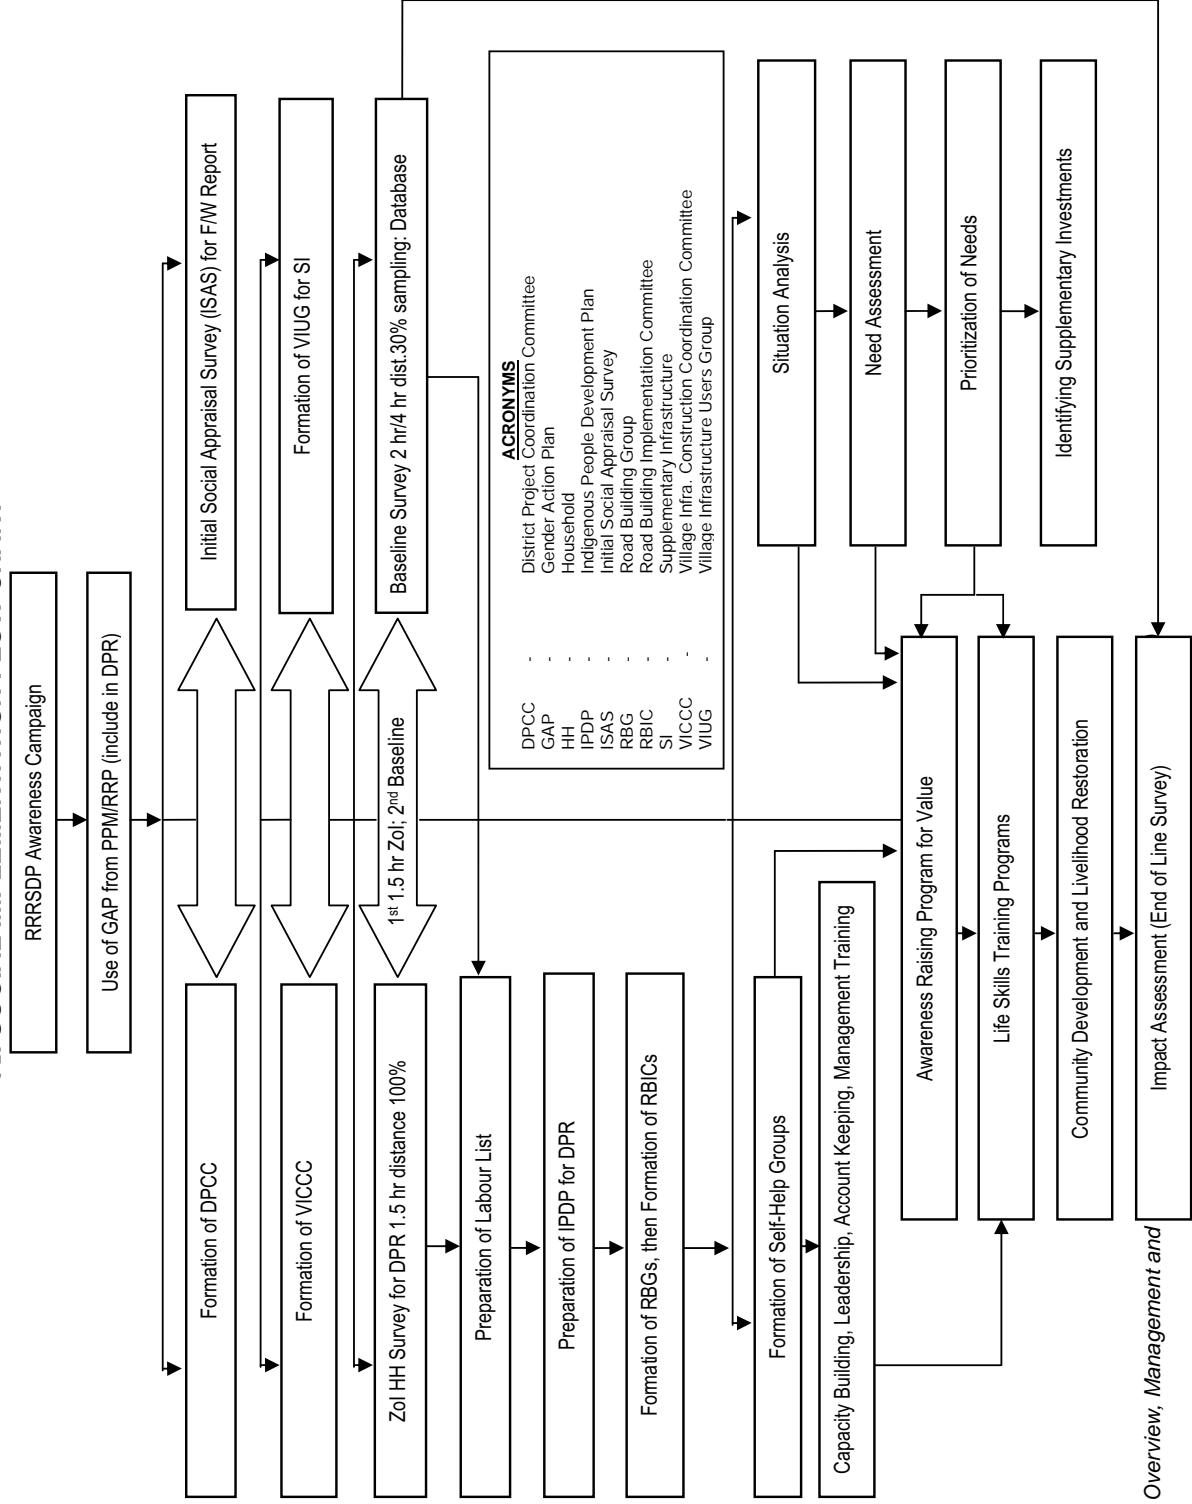 RRRSDP Awareness Campaign
Use of GAP from PPM/RRP (include in DPR)
Formation of DPCC
Initial Social Appraisal Survey (ISAS) for F/W Report
Formation of VICCC
Formation of VIUG for SI
ZoI HH Survey for DPR 1.5 hr distance 100%
1st 1.5 hr ZoI; 2nd Baseline
Baseline Survey 2 hr/4 hr dist.30% sampling: Database
Preparation of Labour List
Preparation of IPDP for DPR
Formation of RBGs, then Formation of RBICs
ACRONYMS
DPCC - District Project Coordination Committee
GAP - Gender Action Plan
HH - Household
IPDP - Indigenous People Development Plan
ISAS - Initial Social Appraisal Survey
RBG - Road Building Group
RBIC - Road Building Implementation Committee
SI - Supplementary Infrastructure
VICCC - Village Infra. Construction Coordination Committee
VIUG - Village Infrastructure Users Group
Formation of Self-Help Groups
Capacity Building, Leadership, Account Keeping, Management Training
Situation Analysis
Need Assessment
Prioritization of Needs
Identifying Supplementary Investments
Awareness Raising Program for Value
Life Skills Training Programs
Community Development and Livelihood Restoration
Impact Assessment (End of Line Survey)
Overview, Management and